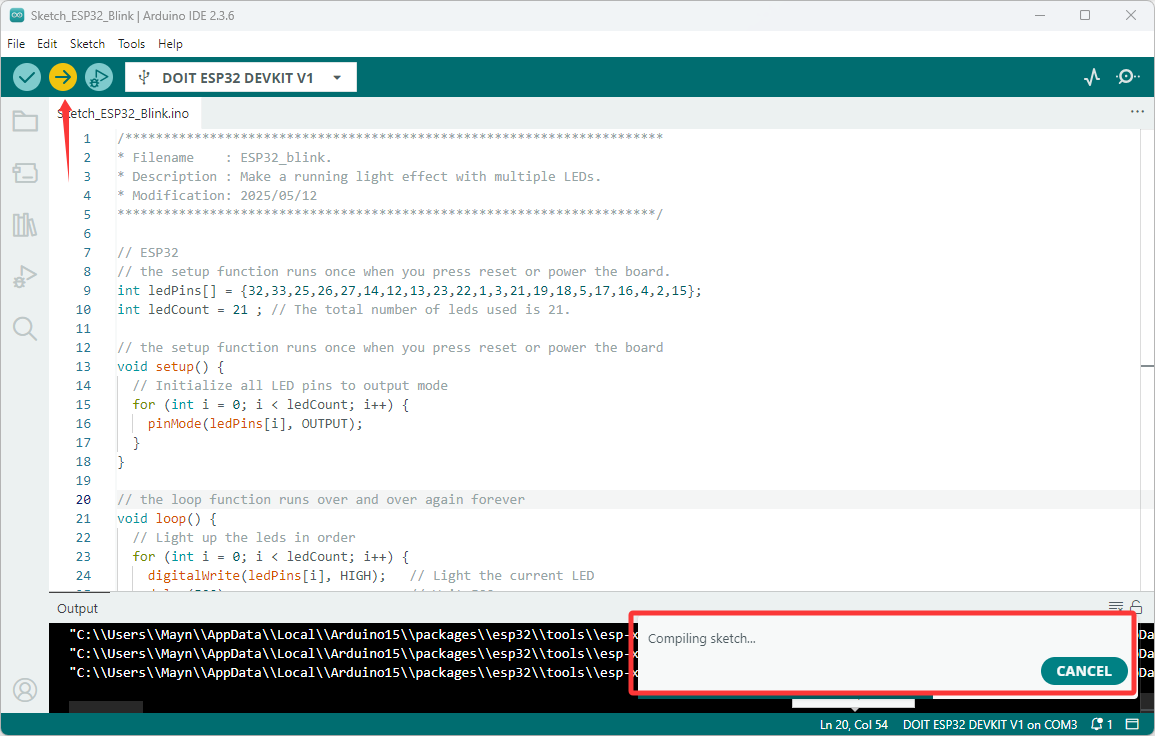 Sketch_ESP32_Blink | Arduino IDE 2.3.6
File Edit Sketch Tools Help
DOIT ESP32 DEVKIT V1
Sketch_ESP32_Blink.ino
1 /**********************************************************************
2 * Filename    : ESP32_blink.
3 * Description : Make a running light effect with multiple LEDs.
4 * Modification: 2025/05/12
5 **********************************************************************/
6
7 // ESP32
8 // the setup function runs once when you press reset or power the board.
9 int ledPins[] = {32,33,25,26,27,14,12,13,23,22,1,3,21,19,18,5,17,16,4,2,15};
10 int ledCount = 21 ; // The total number of leds used is 21.
11
12 // the setup function runs once when you press reset or power the board
13 void setup() {
14   // Initialize all LED pins to output mode
15   for (int i = 0; i < ledCount; i++) {
16     pinMode(ledPins[i], OUTPUT);
17   }
18 }
19
20 // the loop function runs over and over again forever
21 void loop() {
22   // Light up the leds in order
23   for (int i = 0; i < ledCount; i++) {
24     digitalWrite(ledPins[i], HIGH);   // Light the current LED
Output
"C:\\Users\\Mayn\\AppData\\Local\\Arduino15\\packages\\esp32\\tools\\esp-x
"C:\\Users\\Mayn\\AppData\\Local\\Arduino15\\packages\\esp32\\tools\\esp-x
"C:\\Users\\Mayn\\AppData\\Local\\Arduino15\\packages\\esp32\\tools\\esp-x
Compiling sketch...
CANCEL
Ln 20, Col 54 DOIT ESP32 DEVKIT V1 on COM3 1